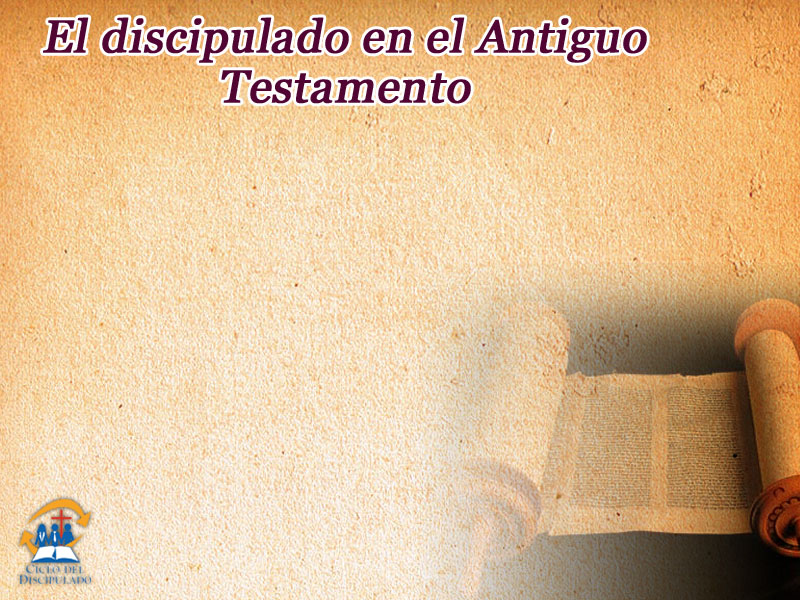 El discipulado en el Antiguo
Testamento
CICLO DEL
DISCIPULADO